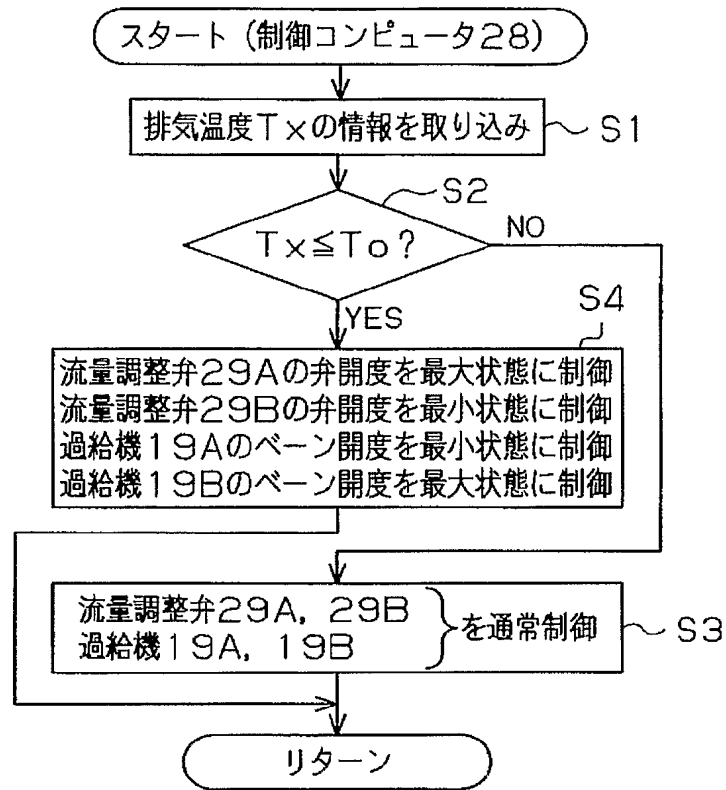 スタート(制御コンピュータ28)
排気温度Txの情報を取り込み
S1
S2
Tx≦To?
NO
YES
S4
流量調整弁29Aの弁開度を最大状態に制御
流量調整弁29Bの弁開度を最小状態に制御
過給機19Aのベーン開度を最小状態に制御
過給機19Bのベーン開度を最大状態に制御
流量調整弁29A,29B
過給機19A,19B
を通常制御
S3
リターン